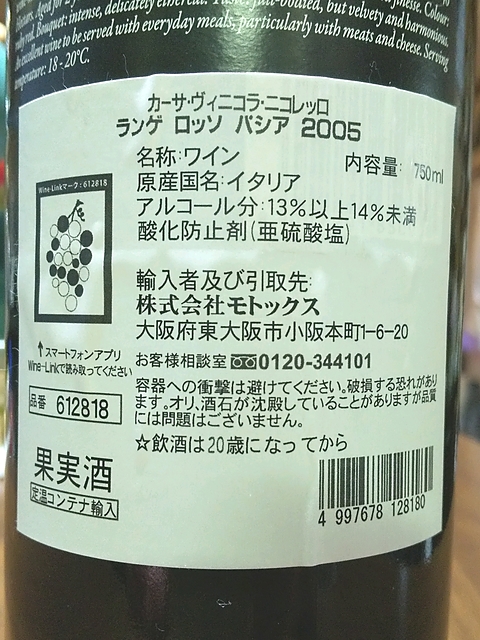 Bouquet: intense, delicately ethereal.
full-bodied, but velvety and harmonious.
excellent wine to be served with everyday meals, particularly with meats and cheese. Serving
temperature: 18 - 20°C.
カーサ・ヴィニコラ・ニコレッロ
ランゲ ロッソ バシア 2005
名称:ワイン 内容量: 750ml
原産国名:イタリア
アルコール分:13%以上14%未満
酸化防止剤(亜硫酸塩)
Wine-Linkマーク:612818
輸入者及び引取先:
株式会社モトックス
大阪府東大阪市小阪本町1-6-20
↑スマートフォンアプリ
Wine-Linkで読み取ってください
お客様相談室 0120-344101
容器への衝撃は避けてください。破損する恐れがあり
ます。オリ、酒石が沈殿していることがありますが品質
には問題はございません。
品番 612818
☆飲酒は20歳になってから
果実酒
定温コンテナ輸入
4 997678 128180